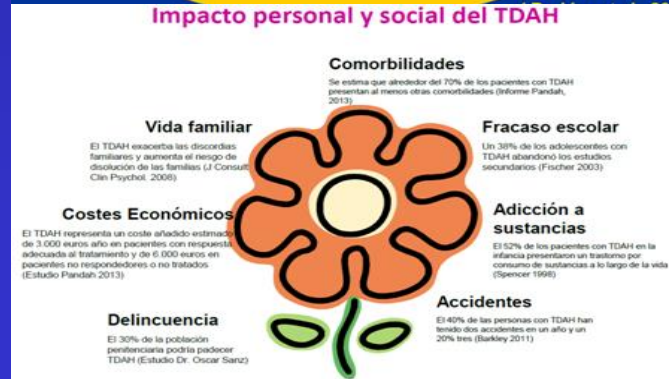 Impacto personal y social del TDAH
Comorbilidades
Se estima que alrededor del 70% de los pacientes con TDAH
presentan al menos otras comorbilidades (Informe Pandah,
2013)
Vida familiar
El TDAH exacerba las discordias
familiares y aumenta el riesgo de
disolución de las familias (J Consult
Clin Psychol. 2008)
Fracaso escolar
Un 38% de los adolescentes con
TDAH abandonó los estudios
secundarios (Fischer 2003)
Costes Económicos
El TDAH representa un coste añadido estimado
de 3.000 euros año en pacientes con respuesta
adecuada al tratamiento y de 6.000 euros en
pacientes no respondedores o no tratados
(Estudio Pandah 2013)
Adicción a
sustancias
El 52% de los pacientes con TDAH en la
infancia presentaron un trastorno por
consumo de sustancias a lo largo de la vida
(Spencer 1998)
Delincuencia
El 30% de la población
penitenciaria podría padecer
TDAH (Estudio Dr. Oscar Sanz)
Accidentes
El 40% de las personas con TDAH han
tenido dos accidentes en un año y un
20% tres (Barkley 2011)